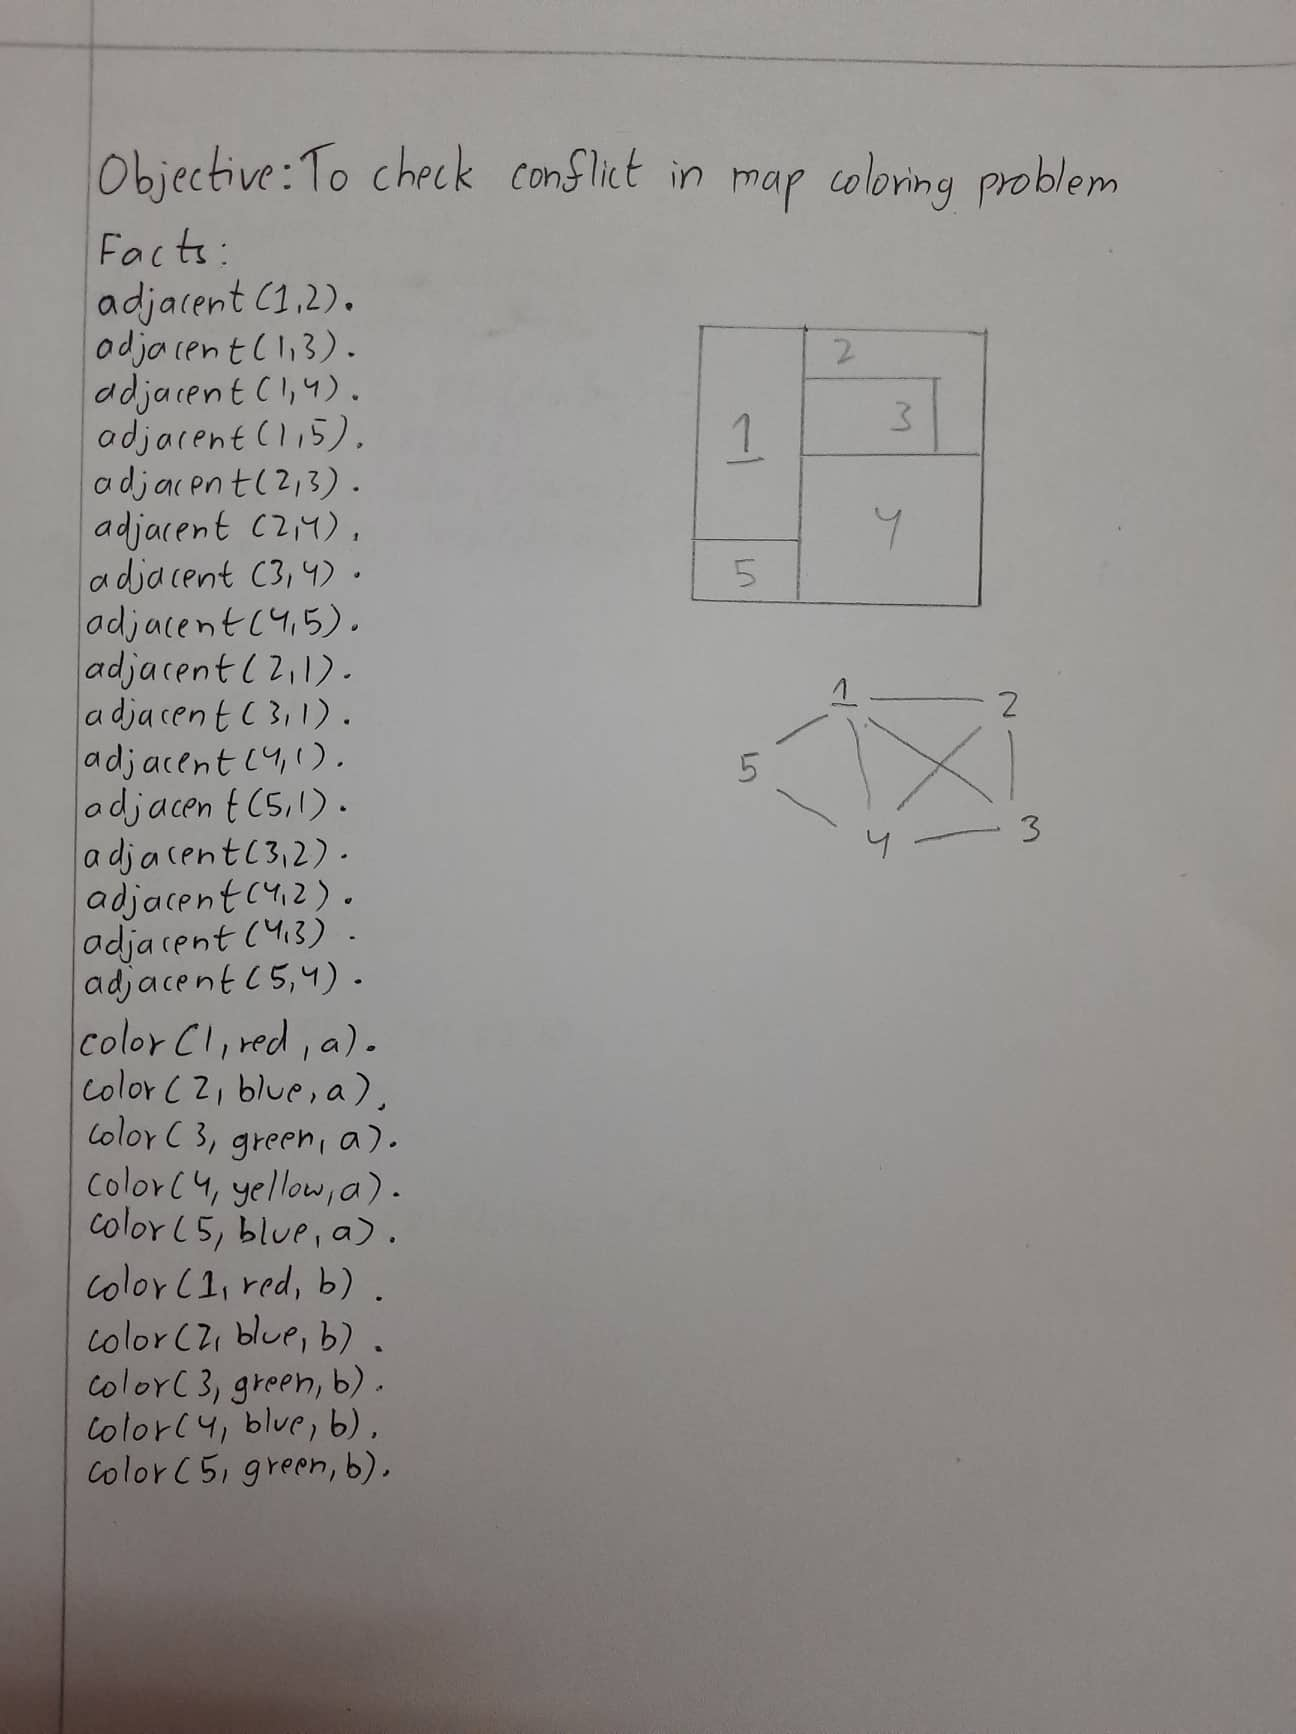 Objective: To check conflict in map coloring problem
Facts:
adjacent (1,2).
adjacent (1,3).
adjacent (1,4).
adjacent (1,5).
adjacent (2,3).
adjacent (2,4).
adjacent (3,4).
adjacent (4,5).
adjacent (2,1).
adjacent (3,1).
adjacent (4,1).
adjacent (5,1).
adjacent (3,2).
adjacent (4,2).
adjacent (4,3).
adjacent (5,4).
color (1, red, a).
color (2, blue, a).
color (3, green, a).
color (4, yellow, a).
color (5, blue, a).
color (1, red, b).
color (2, blue, b).
color (3, green, b).
color (4, blue, b).
color (5, green, b).
2
1 3
4
5
1 2
5
4 3